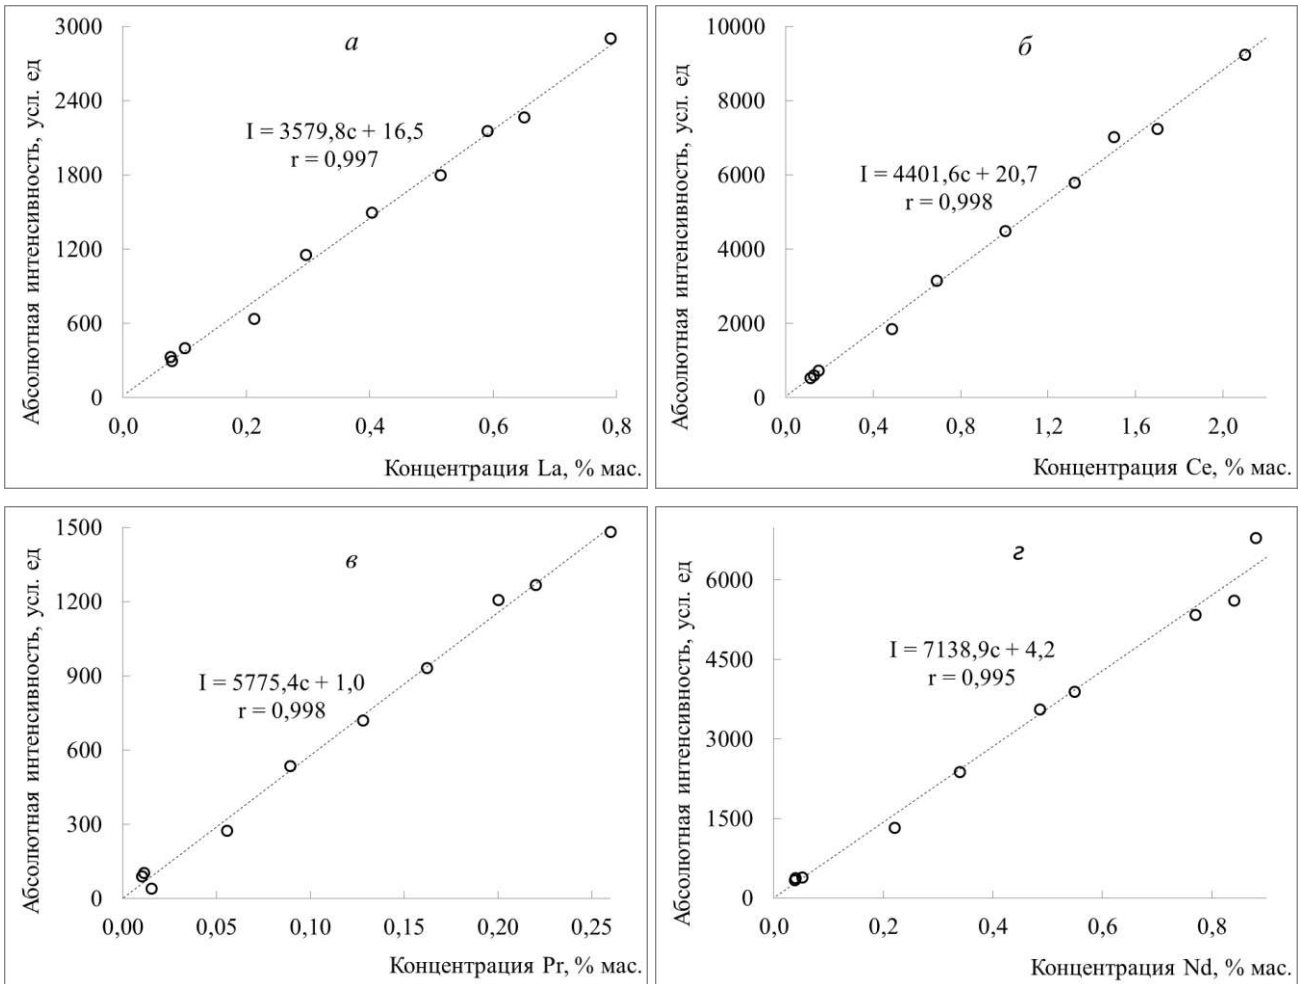 Абсолютная интенсивность, усл. ед
3000
2400
1800
1200
600
0
а
I = 3579,8c + 16,5
r = 0,997
0,0 0,2 0,4 0,6 0,8
Концентрация La, % мас.
Абсолютная интенсивность, усл. ед
10000
8000
6000
4000
2000
0
б
I = 4401,6c + 20,7
r = 0,998
0,0 0,4 0,8 1,2 1,6 2,0
Концентрация Ce, % мас.
Абсолютная интенсивность, усл. ед
1500
1200
900
600
300
0
в
I = 5775,4c + 1,0
r = 0,998
0,00 0,05 0,10 0,15 0,20 0,25
Концентрация Pr, % мас.
Абсолютная интенсивность, усл. ед
6000
4500
3000
1500
0
г
I = 7138,9c + 4,2
r = 0,995
0,0 0,2 0,4 0,6 0,8
Концентрация Nd, % мас.